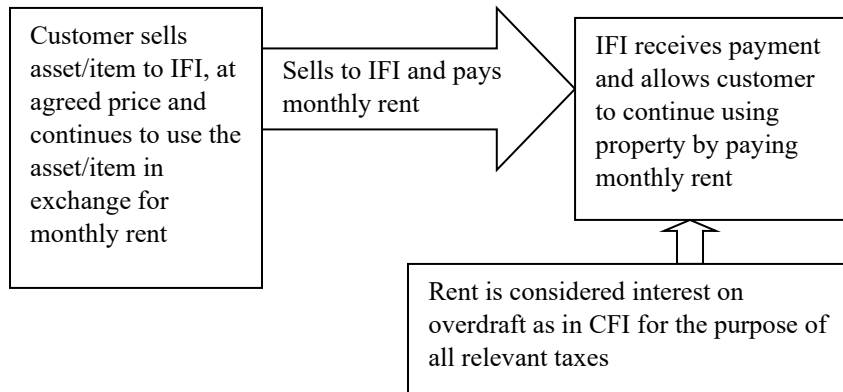 Customer sells
asset/item to IFI, at
agreed price and
continues to use the
asset/item in
exchange for
monthly rent
Sells to IFI and pays
monthly rent
IFI receives payment
and allows customer
to continue using
property by paying
monthly rent
Rent is considered interest on
overdraft as in CFI for the purpose of
all relevant taxes